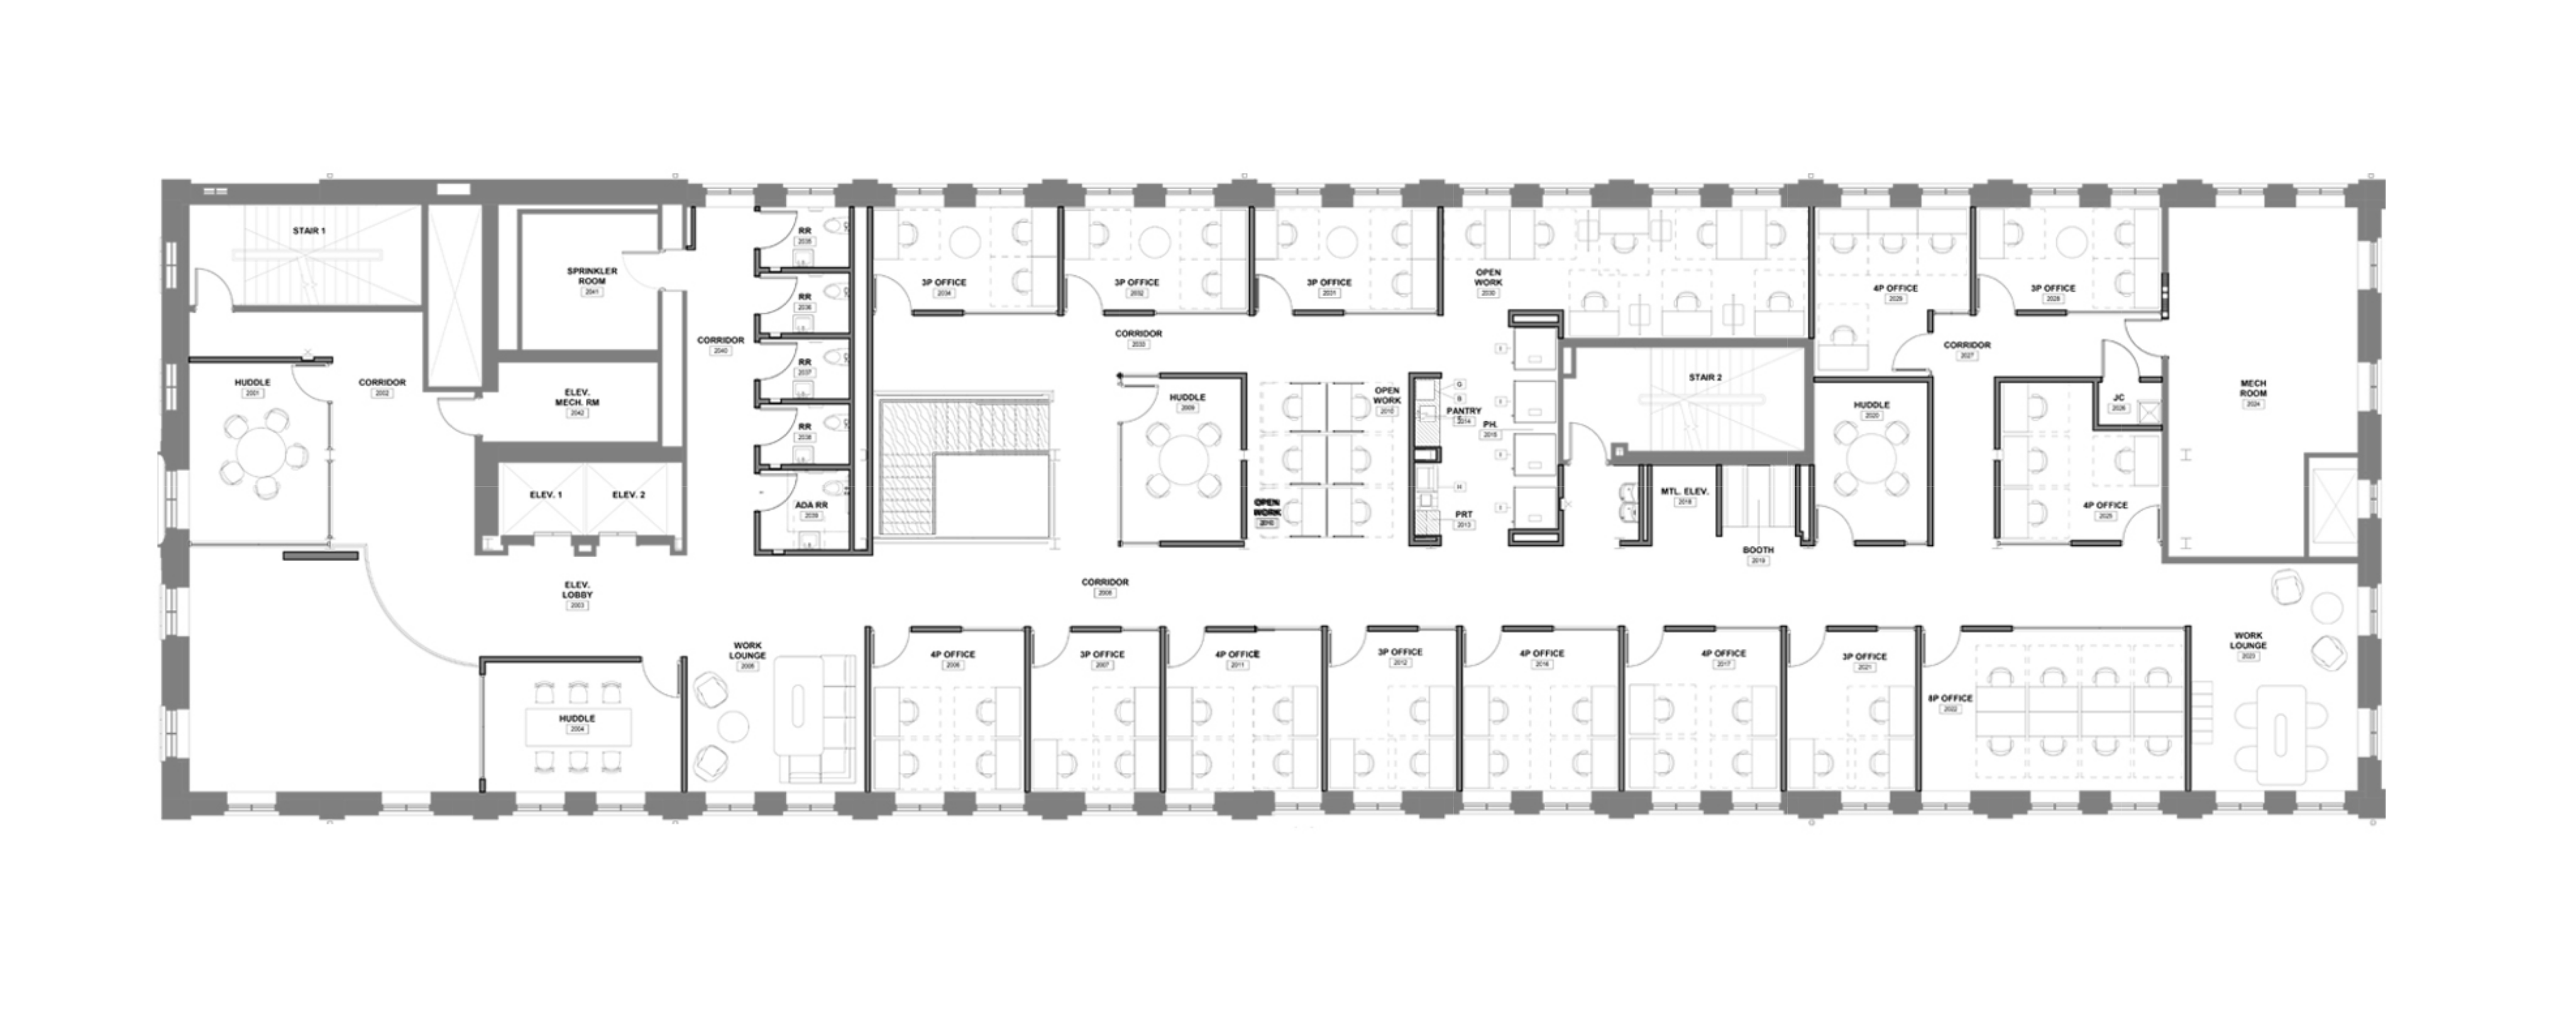 STAIR 1
SPRINKLER
ROOM
2041
RR
2035
RR
2036
RR
2037
RR
2038
ADA RR
2039
CORRIDOR
2040
HUDDLE
2001
CORRIDOR
2002
ELEV.
MECH. RM
2042
ELEV. 1
ELEV. 2
ELEV.
LOBBY
2003
HUDDLE
2004
WORK
LOUNGE
2005
3P OFFICE
2034
3P OFFICE
2032
3P OFFICE
2031
CORRIDOR
2033
HUDDLE
2009
OPEN
WORK
2010
OPEN
WORK
2010
CORRIDOR
2008
OPEN
WORK
2030
G
B
PANTRY
2014
PH.
2015
H
PRT
2013
STAIR 2
MTL. ELEV.
2018
BOOTH
2019
4P OFFICE
2029
3P OFFICE
2028
CORRIDOR
2027
HUDDLE
2020
JC
2026
4P OFFICE
2025
MECH
ROOM
2024
4P OFFICE
2006
3P OFFICE
2007
4P OFFICE
2011
3P OFFICE
2012
4P OFFICE
2016
4P OFFICE
2017
3P OFFICE
2021
8P OFFICE
2022
WORK
LOUNGE
2023